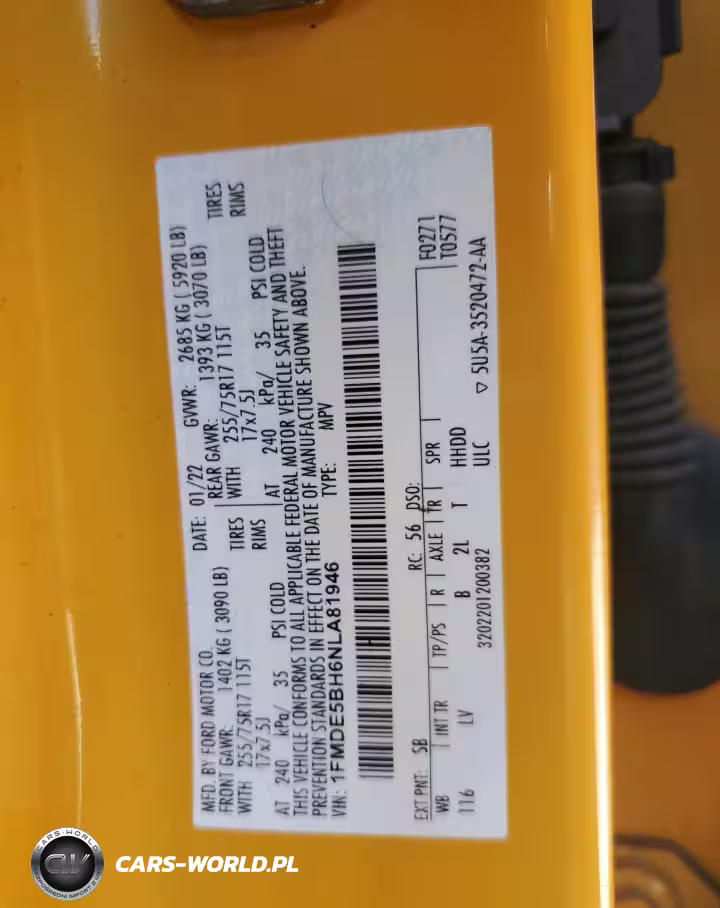 MFD. BY FORD MOTOR CO.
DATE: 01/22 GVWR: 2685 KG ( 5920 LB)
FRONT GAWR: 1402 KG ( 3090 LB)
REAR GAWR: 1393 KG ( 3070 LB)
WITH 255/75R17 115T TIRES
WITH 255/75R17 115T TIRES
17x7.5J RIMS
17x7.5J RIMS
AT 240 kPa/ 35 PSI COLD
AT 240 kPa/ 35 PSI COLD
THIS VEHICLE CONFORMS TO ALL APPLICABLE FEDERAL MOTOR VEHICLE SAFETY AND THEFT
PREVENTION STANDARDS IN EFFECT ON THE DATE OF MANUFACTURE SHOWN ABOVE.
VIN: 1FMDE5BH6NLA81946 TYPE: MPV
EXT PNT: SB RC: 56 DSO: F0271
WB INT TR TP/PS R AXLE TR SPR T0577
116 LV B 2L T HHDD
3202201200382 ULC ▽ 5U5A-3520472-AA
CARS-WORLD
CW
CARS-WORLD.PL